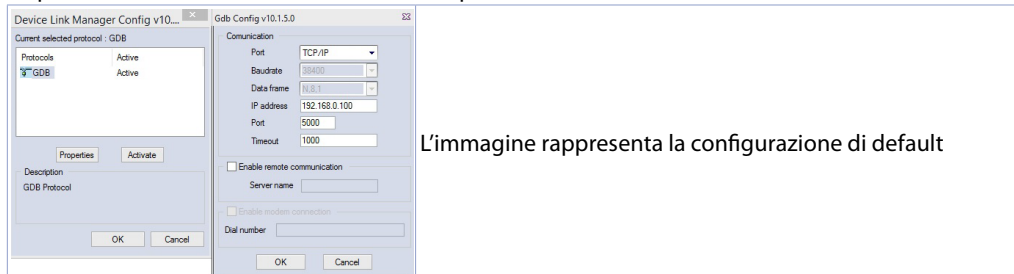 Device Link Manager Config v10....
Current selected protocol : GDB
Protocols Active
GDB Active
Properties Activate
Description
GDB Protocol
OK Cancel
Gdb Config v10.1.5.0
Comunication
Port TCP/IP
Baudrate 38400
Data frame N,8,1
IP address 192.168.0.100
Port 5000
Timeout 1000
Enable remote communication
Server name
Enable modem connection
Dial number
OK Cancel
L'immagine rappresenta la configurazione di default